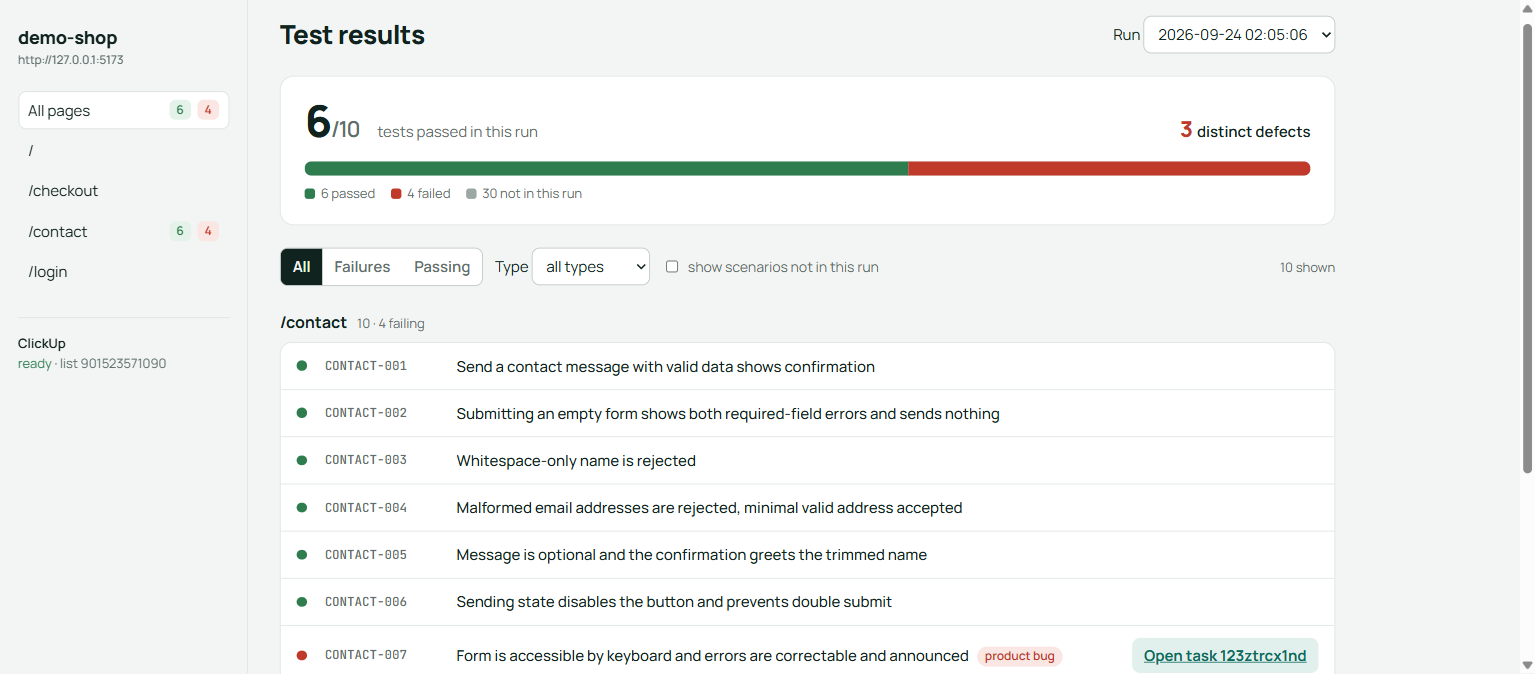 demo-shop
http://127.0.0.1:5173
All pages 6 4
/
/checkout
/contact 6 4
/login
ClickUp
ready · list 901523571090
Test results
Run 2026-09-24 02:05:06
6/10 tests passed in this run
3 distinct defects
6 passed 4 failed 30 not in this run
All Failures Passing Type all types show scenarios not in this run 10 shown
/contact 10 · 4 failing
CONTACT-001 Send a contact message with valid data shows confirmation
CONTACT-002 Submitting an empty form shows both required-field errors and sends nothing
CONTACT-003 Whitespace-only name is rejected
CONTACT-004 Malformed email addresses are rejected, minimal valid address accepted
CONTACT-005 Message is optional and the confirmation greets the trimmed name
CONTACT-006 Sending state disables the button and prevents double submit
CONTACT-007 Form is accessible by keyboard and errors are correctable and announced product bug Open task 123ztrcx1nd